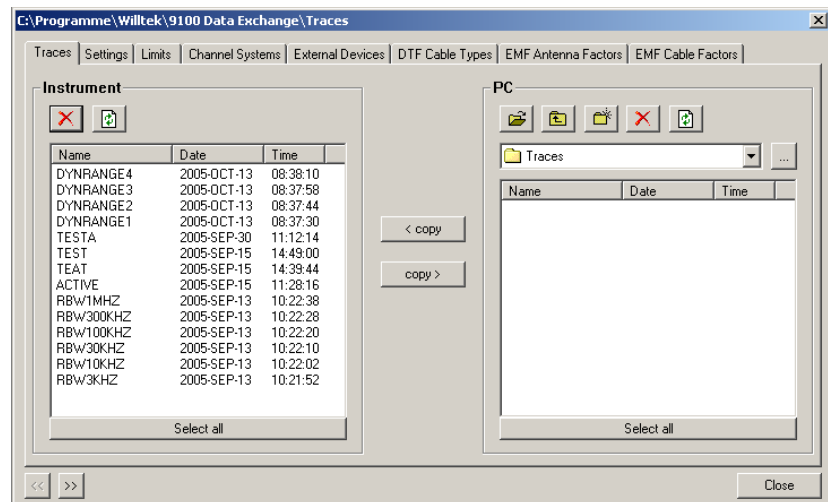 C:\Programme\Willtek\9100 Data Exchange\Traces
Traces Settings Limits Channel Systems External Devices DTF Cable Types EMF Antenna Factors EMF Cable Factors
Instrument
Name Date Time
DYNRANGE4 2005-OCT-13 08:38:10
DYNRANGE3 2005-OCT-13 08:37:58
DYNRANGE2 2005-OCT-13 08:37:44
DYNRANGE1 2005-OCT-13 08:37:30
TESTA 2005-SEP-30 11:12:14
TEST 2005-SEP-15 14:49:00
TEAT 2005-SEP-15 14:39:44
ACTIVE 2005-SEP-15 11:28:16
RBW1MHZ 2005-SEP-13 10:22:38
RBW300KHZ 2005-SEP-13 10:22:28
RBW100KHZ 2005-SEP-13 10:22:20
RBW30KHZ 2005-SEP-13 10:22:10
RBW10KHZ 2005-SEP-13 10:22:02
RBW3KHZ 2005-SEP-13 10:21:52
Select all
< copy
copy >
PC
Traces ...
Name Date Time
Select all
<< >> Close